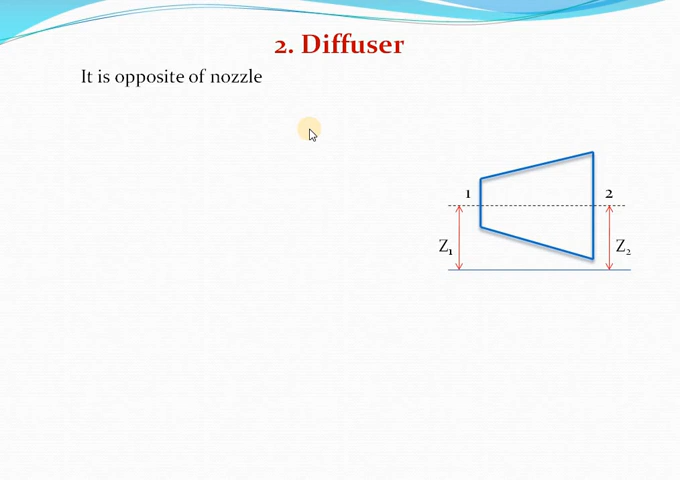 2. Diffuser
It is opposite of nozzle
1 2
Z₁ Z₂